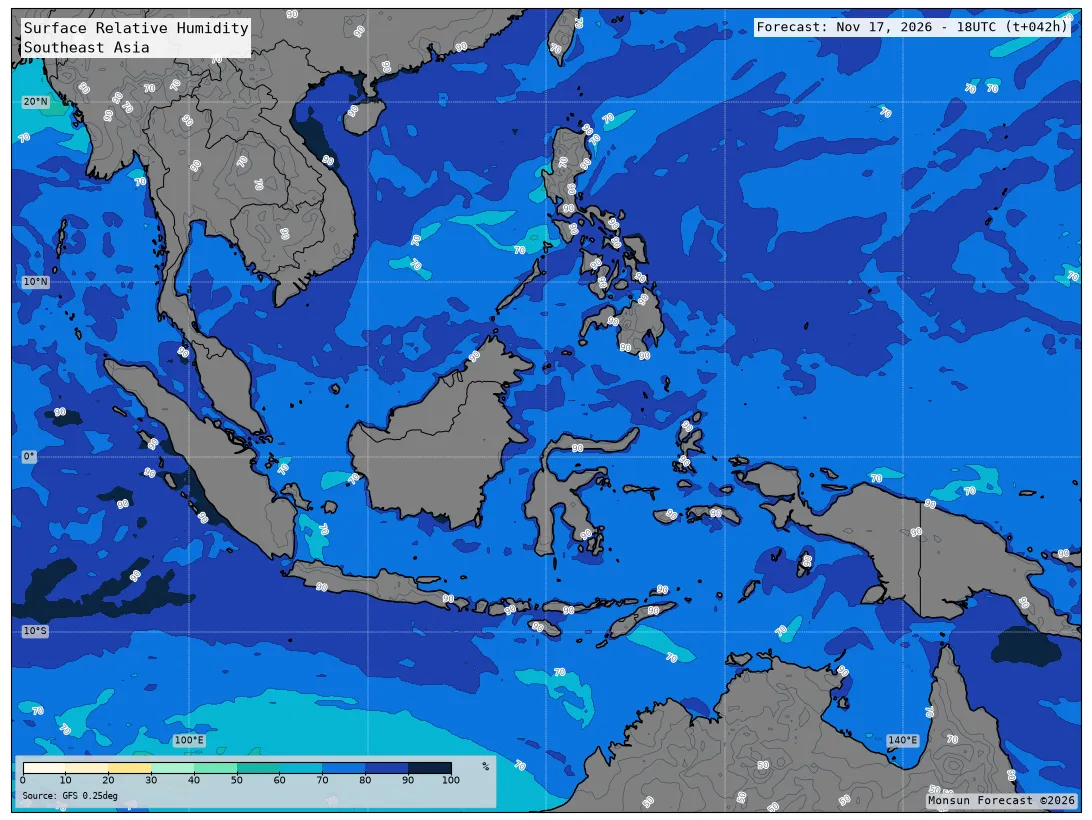 Surface Relative Humidity
Southeast Asia
Forecast: Nov 17, 2026 - 18UTC (t+042h)
20°N
10°N
0°
10°S
100°E
140°E
%
0 10 20 30 40 50 60 70 80 90 100
Source: GFS 0.25deg
Monsun Forecast ©2026